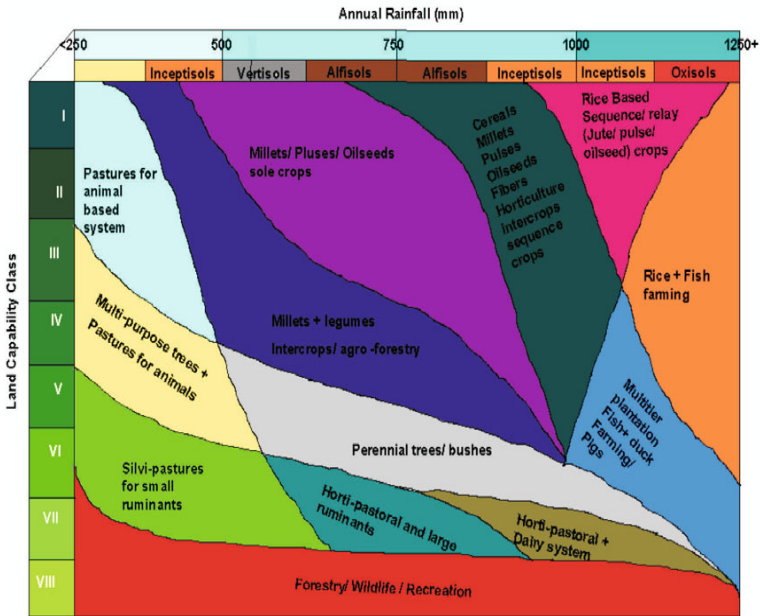 Annual Rainfall (mm)
<250 500 750 1000 1250+
Inceptisols Vertisols Alfisols Alfisols Inceptisols Inceptisols Oxisols
Land Capability Class
I
II
III
IV
V
VI
VII
VIII
Pastures for
animal
based system
Millets/ Pluses/ Oilseeds
sole crops
Cereals
Millets
Pulses
Oilseeds
Fibers
Horticulture
Intercrops
sequence
crops
Rice Based
Sequence/ relay
(Jute/ pulse/
oilseed) crops
Rice + Fish
farming
Multi-purpose trees +
Pastures for animals
Millets + legumes
Intercrops/ agro -forestry
Multitier
plantation
Fish+ duck
Farming/
Pigs
Perennial trees/ bushes
Silvi-pastures
for small
ruminants
Horti-pastoral and large
ruminants
Horti-pastoral +
Dairy system
Forestry/ Wildlife / Recreation